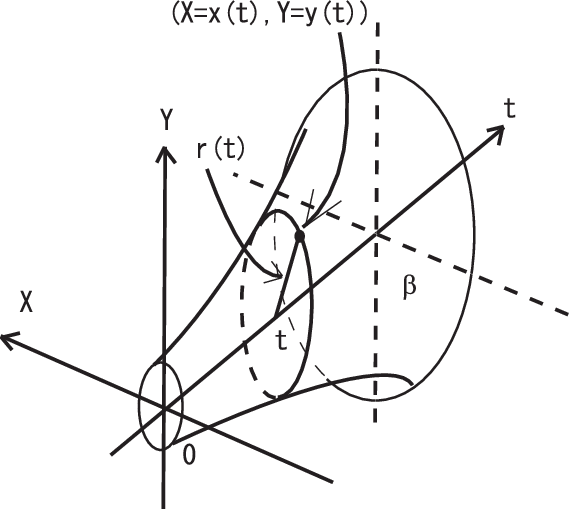 (X=x(t),Y=y(t))
t
Y
r(t)
X
β
t
0